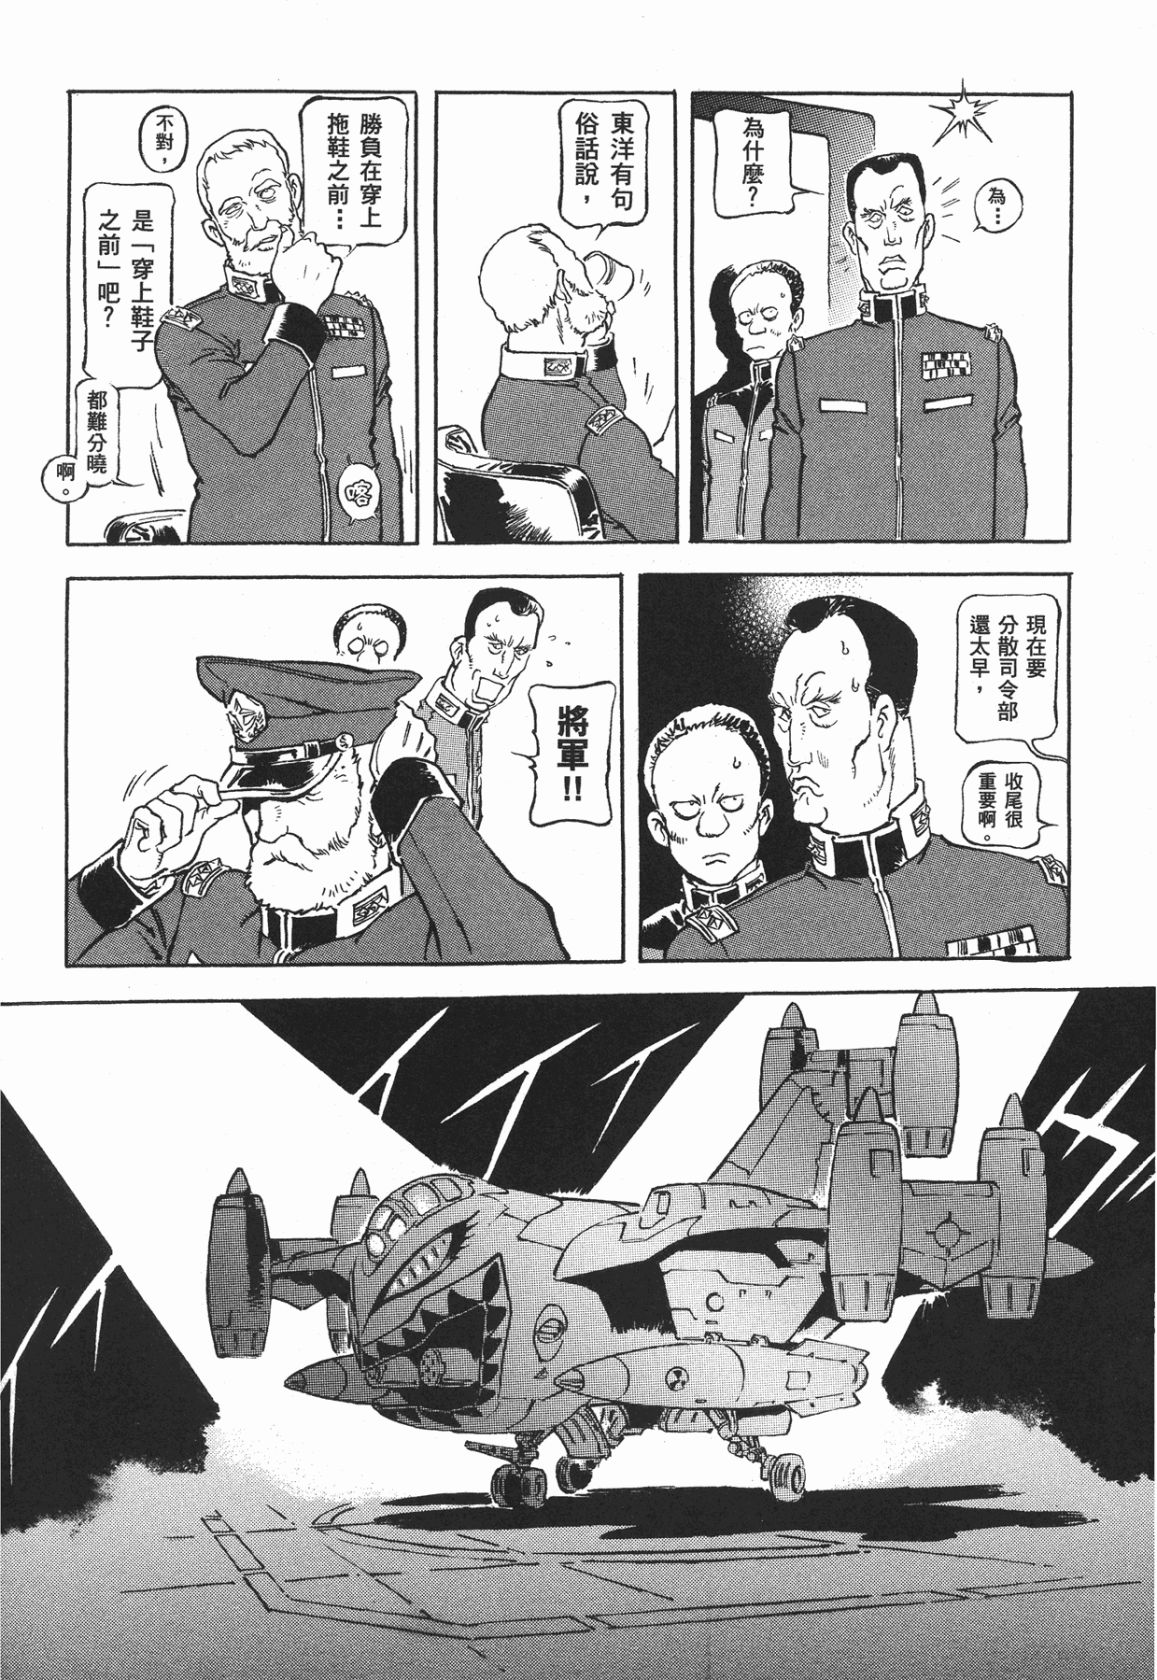 為…
為什麼?
東洋有句
俗話說，
勝負在穿上
拖鞋之前…
不對，
是「穿上鞋子
之前」吧?
都難分曉
啊。
喀
現在要
分散司令部
還太早，
收尾很
重要啊。
將軍!!